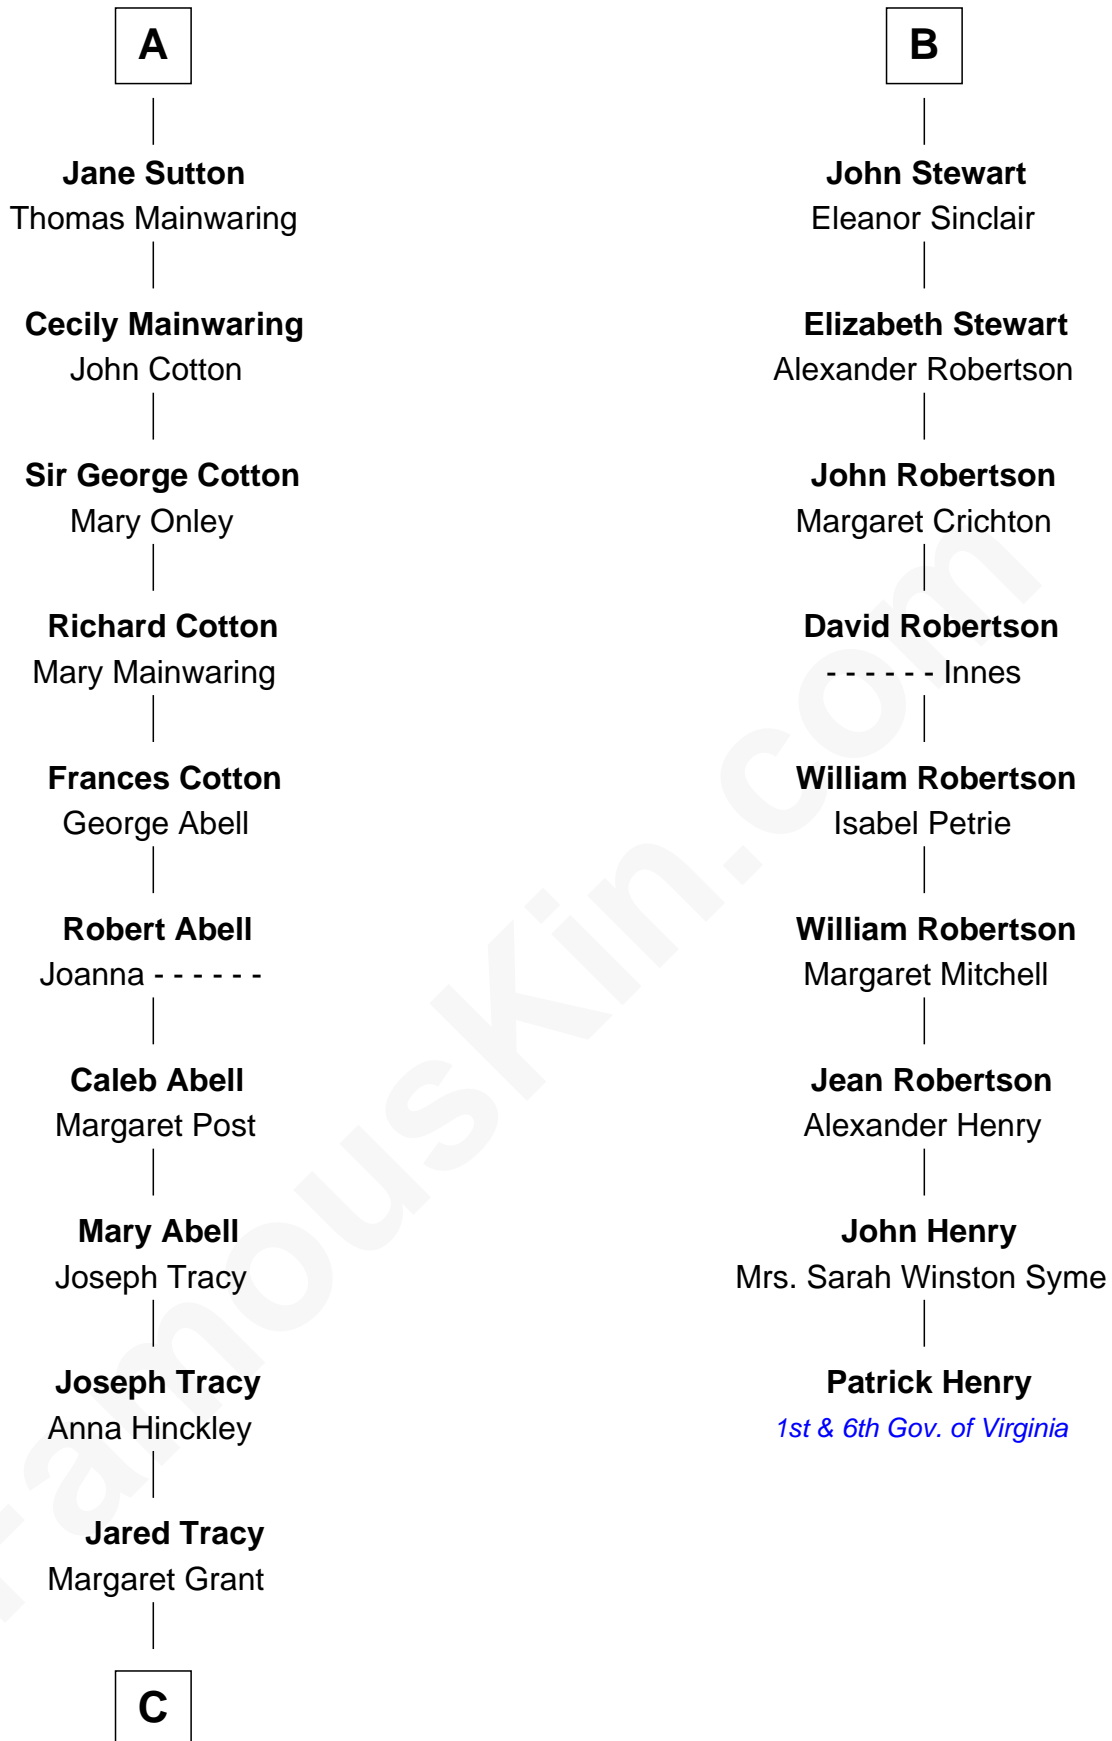 A
Jane Sutton
Thomas Mainwaring
Cecily Mainwaring
John Cotton
Sir George Cotton
Mary Onley
Richard Cotton
Mary Mainwaring
Frances Cotton
George Abell
Robert Abell
Joanna - - - - - -
Caleb Abell
Margaret Post
Mary Abell
Joseph Tracy
Joseph Tracy
Anna Hinckley
Jared Tracy
Margaret Grant
C
B
John Stewart
Eleanor Sinclair
Elizabeth Stewart
Alexander Robertson
John Robertson
Margaret Crichton
David Robertson
- - - - - - Innes
William Robertson
Isabel Petrie
William Robertson
Margaret Mitchell
Jean Robertson
Alexander Henry
John Henry
Mrs. Sarah Winston Syme
Patrick Henry
1st & 6th Gov. of Virginia
FamousKin.com